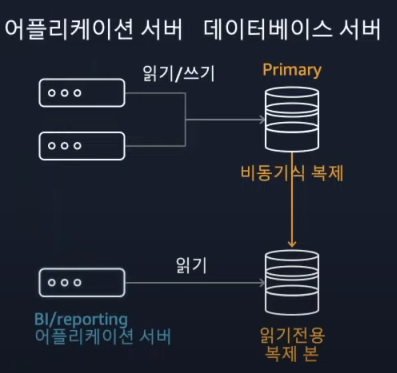 어플리케이션 서버 데이터베이스 서버
읽기/쓰기
Primary
비동기식 복제
읽기
BI/reporting
어플리케이션 서버
읽기전용
복제 본